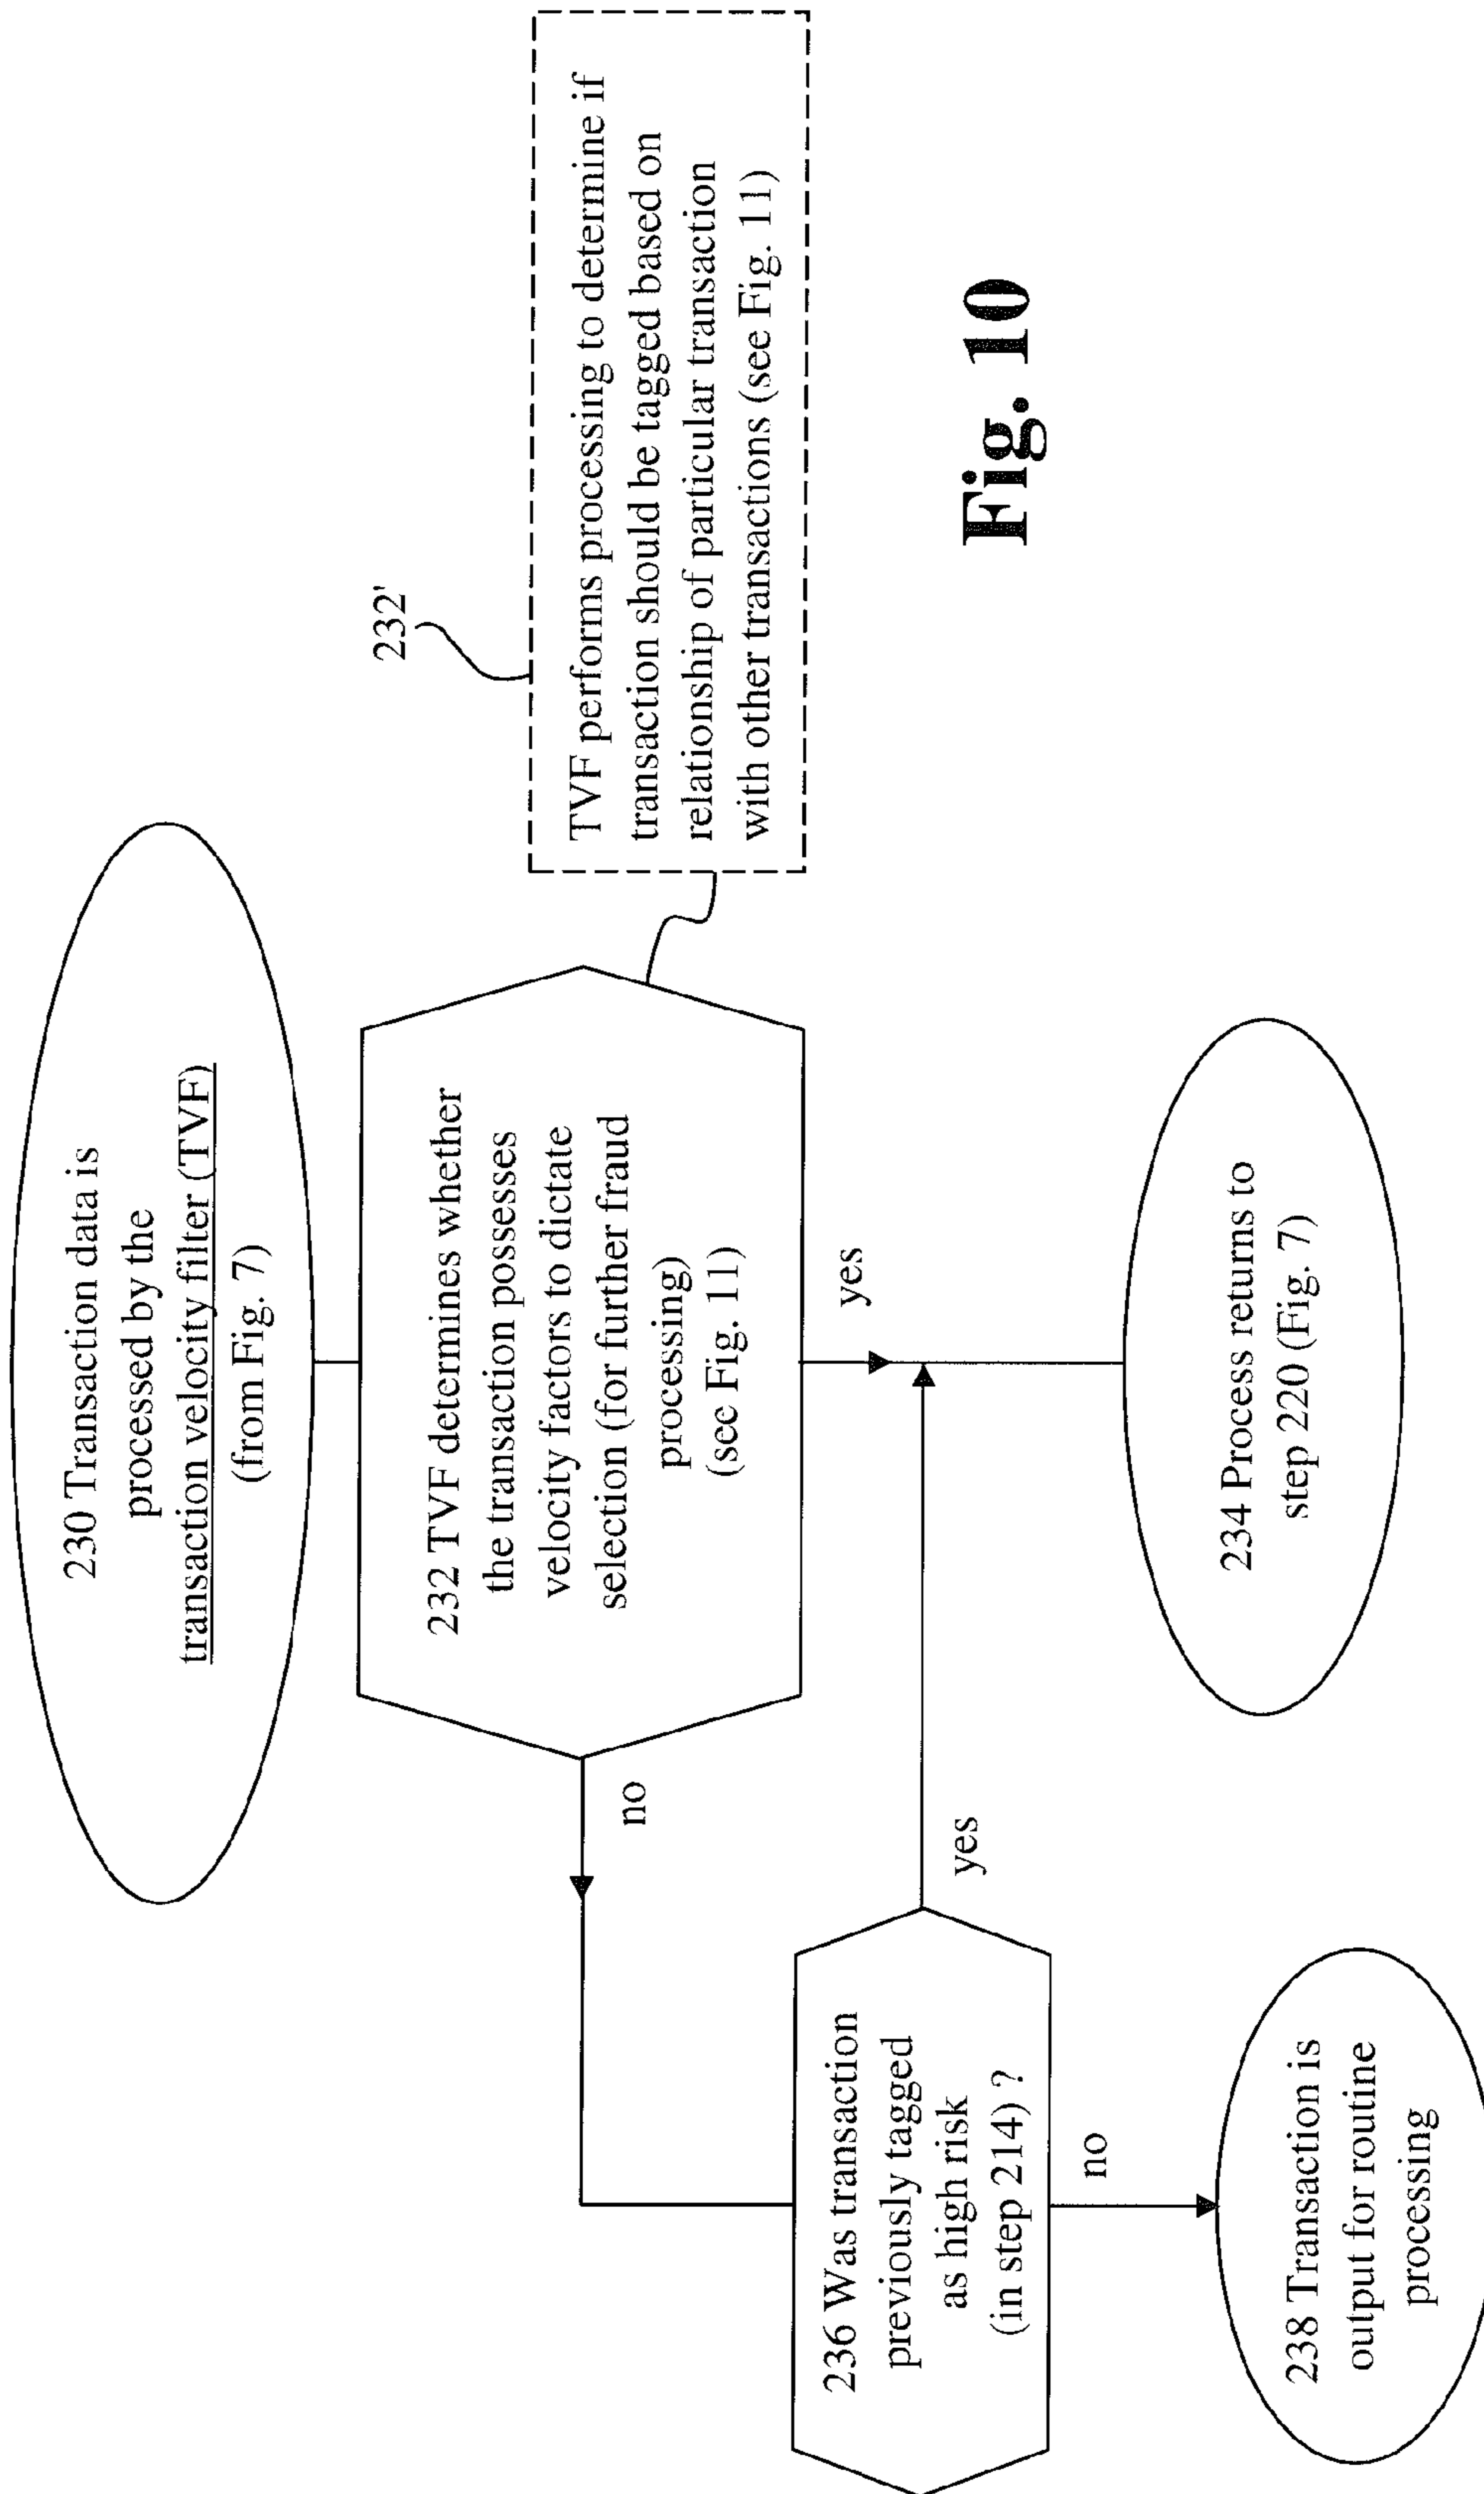 230 Transaction data is
processed by the
transaction velocity filter (TVF)
(from Fig. 7)
232 TVF determines whether
the transaction possesses
velocity factors to dictate
selection (for further fraud
processing)
(see Fig. 11)
232'
TVF performs processing to determine if
transaction should be tagged based on
relationship of particular transaction
with other transactions (see Fig. 11)
no
yes
236 Was transaction
previously tagged
as high risk
(in step 214) ?
yes
no
234 Process returns to
step 220 (Fig. 7)
238 Transaction is
output for routine
processing
Fig. 10